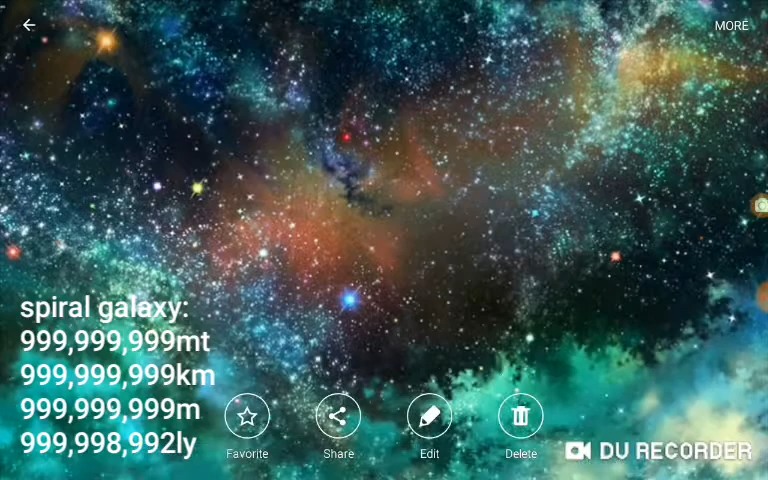 MORE
spiral galaxy:
999,999,999mt
999,999,999km
999,999,999m
999,998,992ly
Favorite
Share
Edit
Delete
DU RECORDER